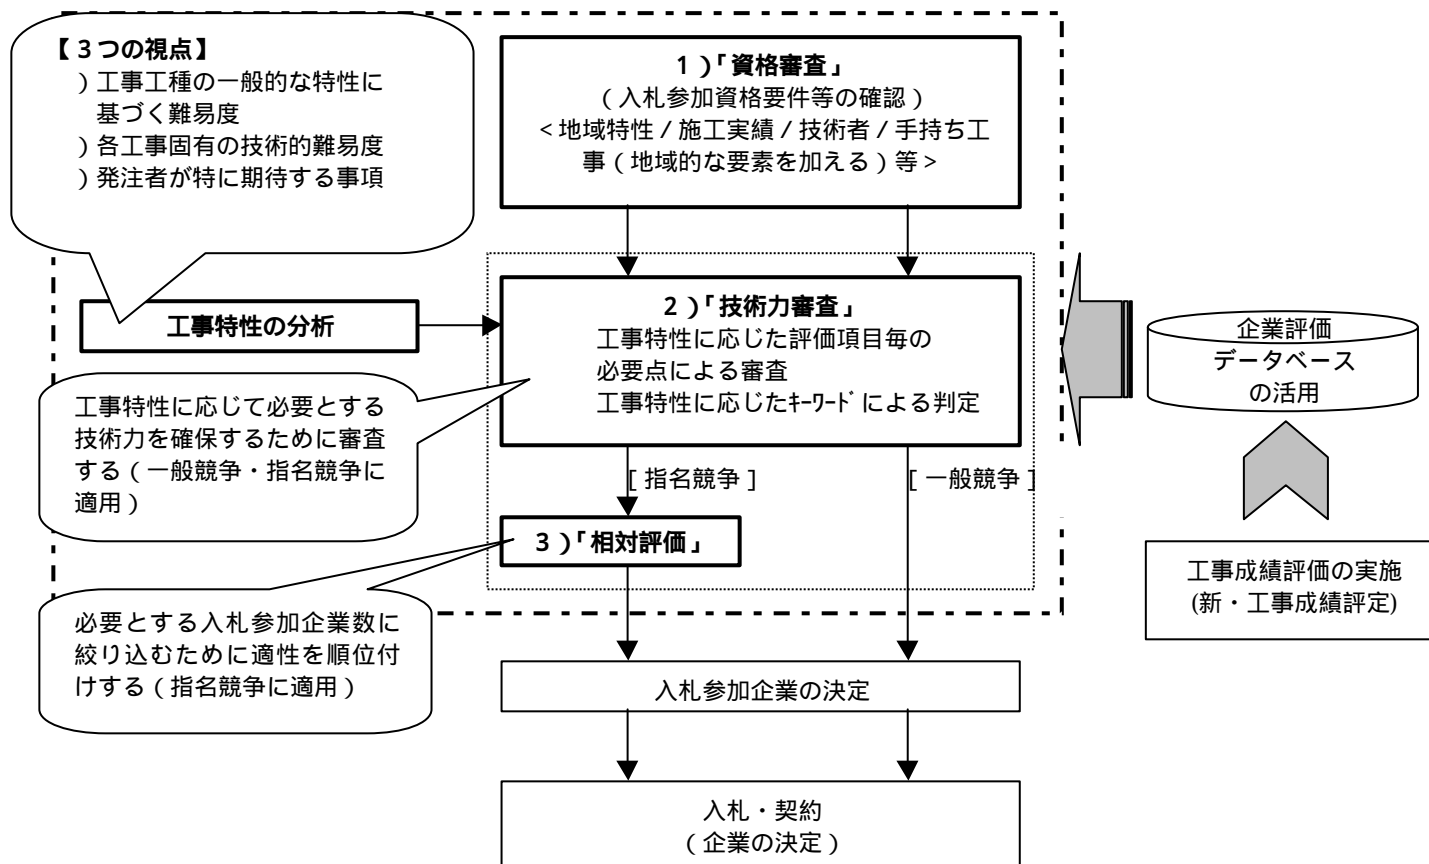 【3つの視点】
)工事工種の一般的な特性に
基づく難易度
)各工事固有の技術的難易度
)発注者が特に期待する事項
1)「資格審査」
(入札参加資格要件等の確認)
<地域特性/施工実績/技術者/手持ち工
事(地域的な要素を加える)等>
工事特性の分析
2)「技術力審査」
工事特性に応じた評価項目毎の
必要点による審査
工事特性に応じたｷｰﾜｰﾄﾞによる判定
企業評価
データベース
の活用
工事特性に応じて必要とする
技術力を確保するために審査
する(一般競争・指名競争に
適用)
[指名競争]
[一般競争]
3)「相対評価」
工事成績評価の実施
(新・工事成績評定)
必要とする入札参加企業数に
絞り込むために適性を順位付
けする(指名競争に適用)
入札参加企業の決定
入札・契約
(企業の決定)